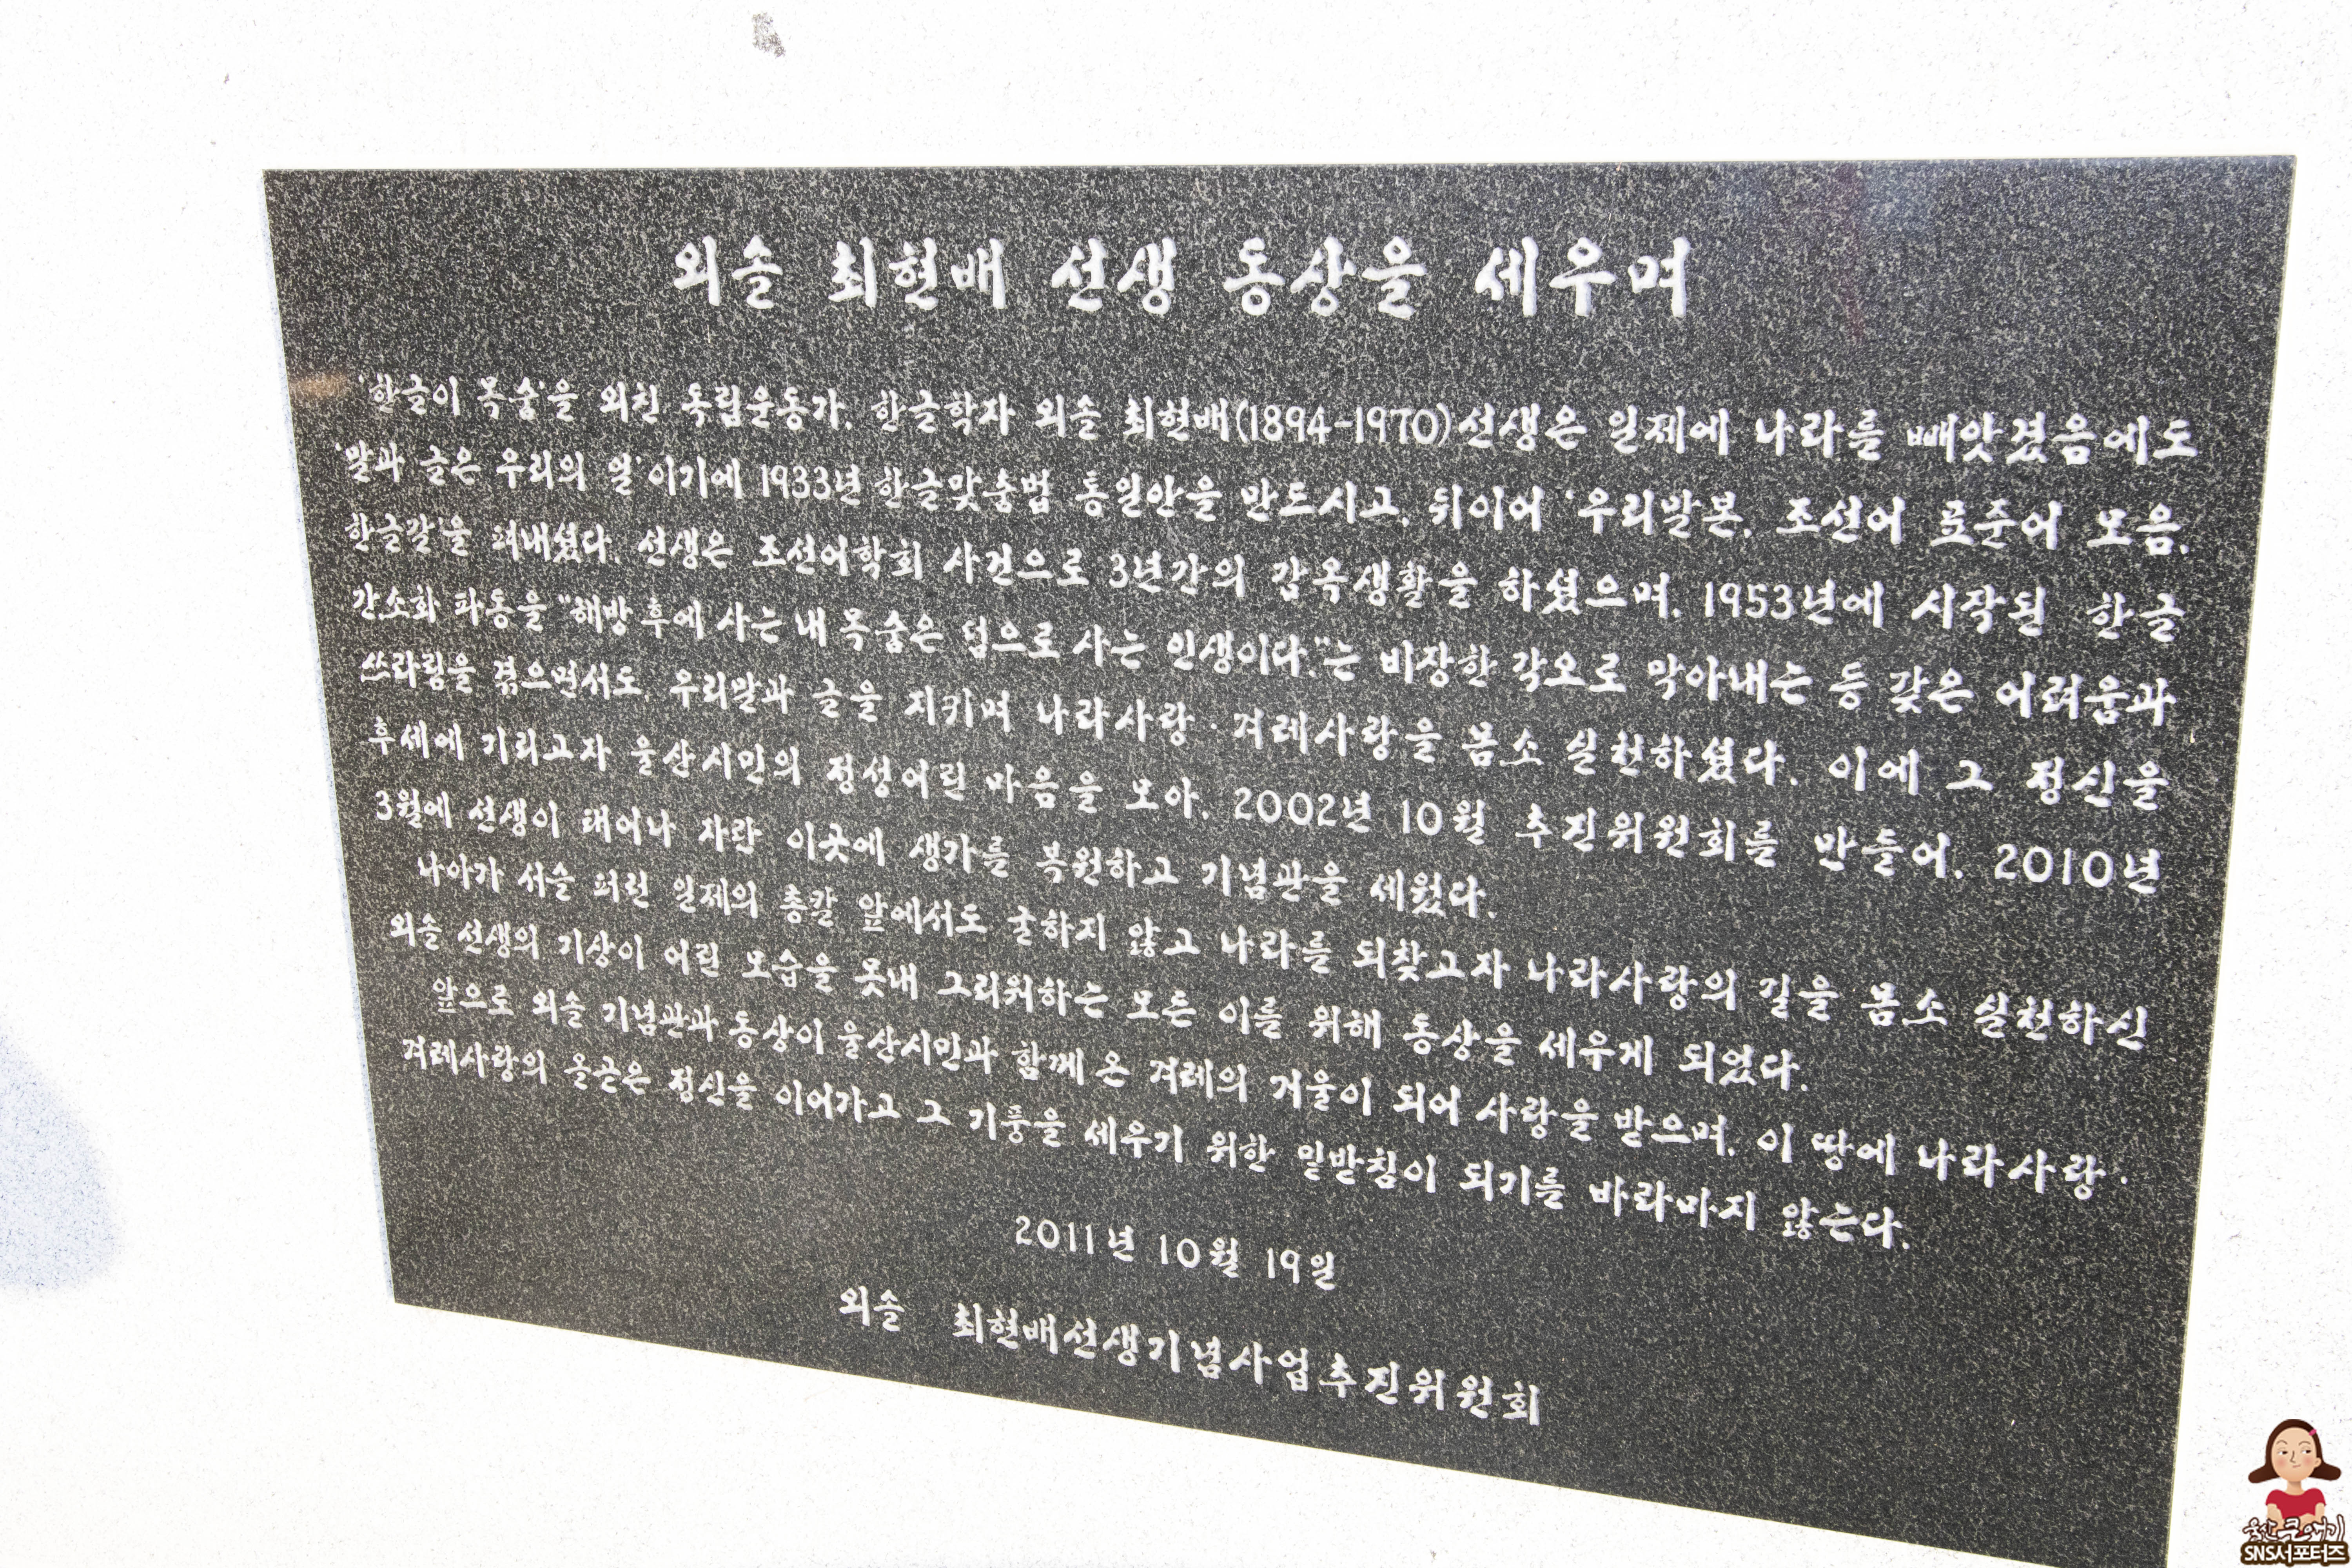 외솔 최현배 선생 동상을 세우며
'한글이 목숨'을 외친 독립운동가, 한글학자 외솔 최현배(1894-1970)선생은 일제에 나라를 빼앗겼음에도
'말과 글은 우리의 얼'이기에 1933년 한글맞춤법 통일안을 만드시고, 뒤이어 '우리말본, 조선어 표준어 모음,
한글갈'을 펴내셨다. 선생은 조선어학회 사건으로 3년간의 감옥생활을 하셨으며, 1953년에 시작된 한글
간소화 파동을 "해방 후에 사는 내 목숨은 덤으로 사는 인생이다."는 비장한 각오로 막아내는 등 갖은 어려움과
쓰라림을 겪으면서도, 우리말과 글을 지키며 나라사랑·겨레사랑을 몸소 실천하셨다. 이에 그 정신을
후세에 기리고자 울산시민의 정성어린 마음을 모아, 2002년 10월 추진위원회를 만들어, 2010년
3월에 선생이 태어나 자란 이곳에 생가를 복원하고 기념관을 세웠다.
나아가 서슬 퍼런 일제의 총칼 앞에서도 굴하지 않고 나라를 되찾고자 나라사랑의 길을 몸소 실천하신
외솔 선생의 기상이 어린 모습을 못내 그리워하는 모든 이를 위해 동상을 세우게 되었다.
앞으로 외솔 기념관과 동상이 울산시민과 함께 온 겨레의 거울이 되어 사랑을 받으며, 이 땅에 나라사랑·
겨레사랑의 올곧은 정신을 이어가고 그 기풍을 세우기 위한 밑받침이 되기를 바라마지 않는다.
2011년 10월 19일
외솔 최현배선생기념사업추진위원회
울산큰애기
SNS서포터즈